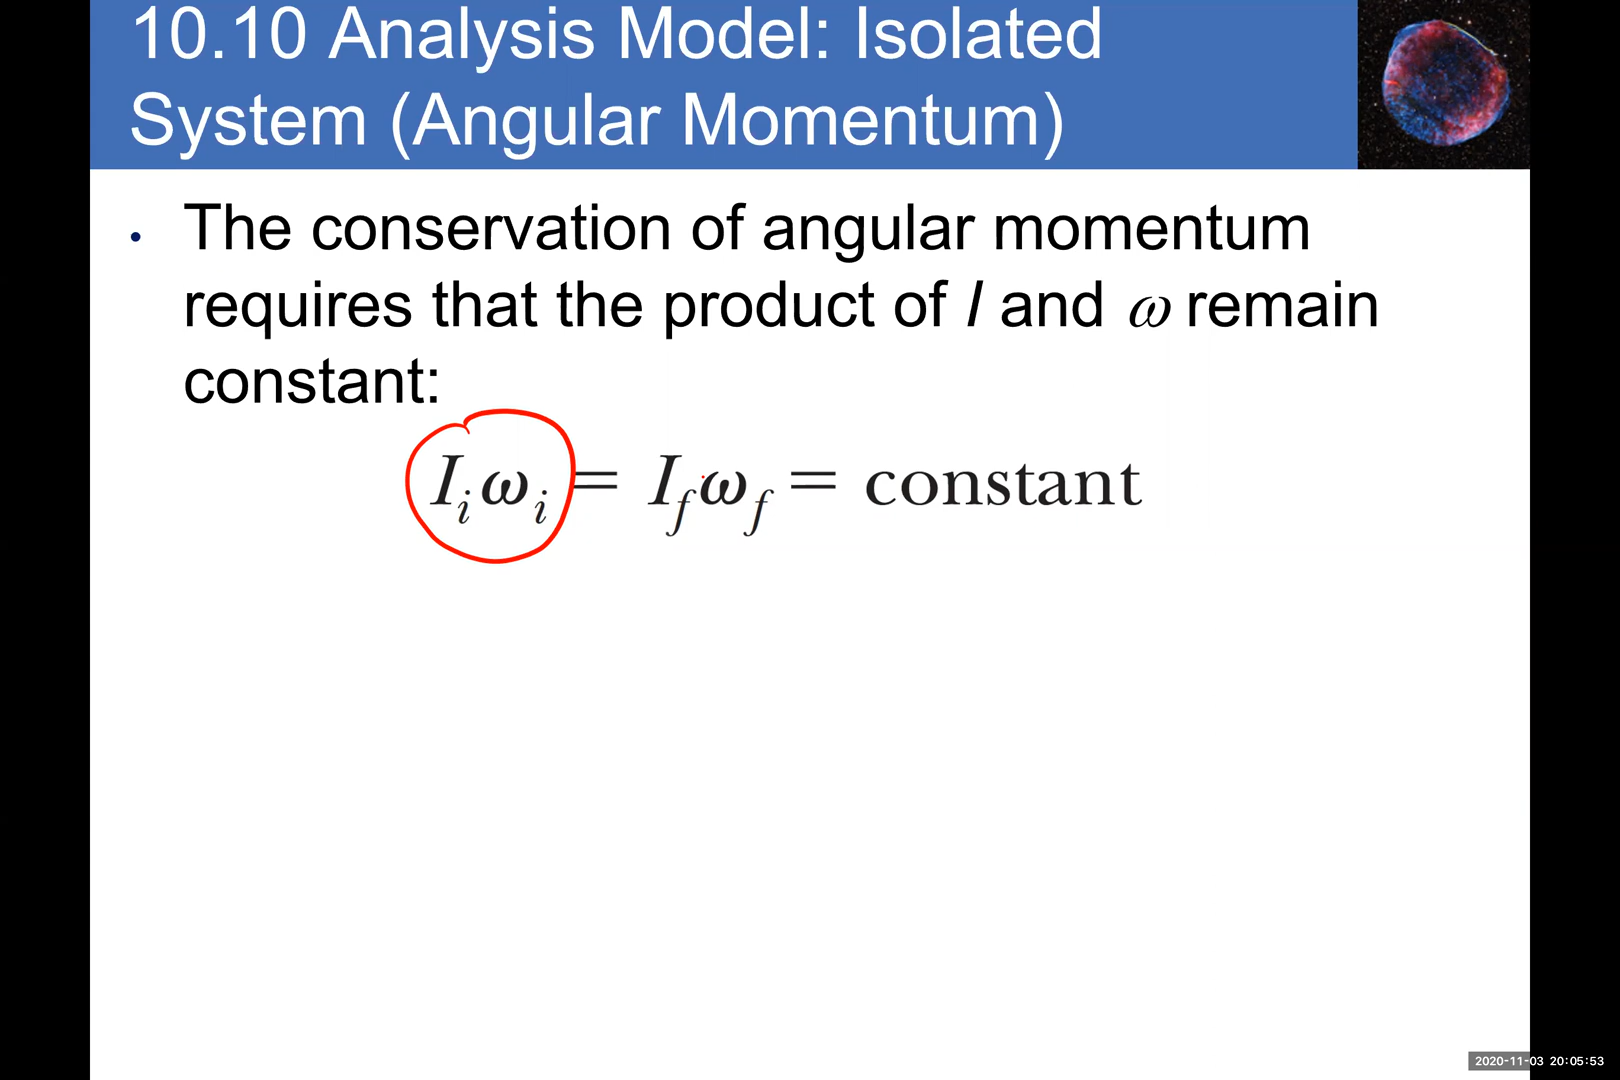 10.10 Analysis Model: Isolated
System (Angular Momentum)
• The conservation of angular momentum
requires that the product of I and ω remain
constant:
Iᵢωᵢ = I_fω_f = constant
2020-11-03 20:05:53